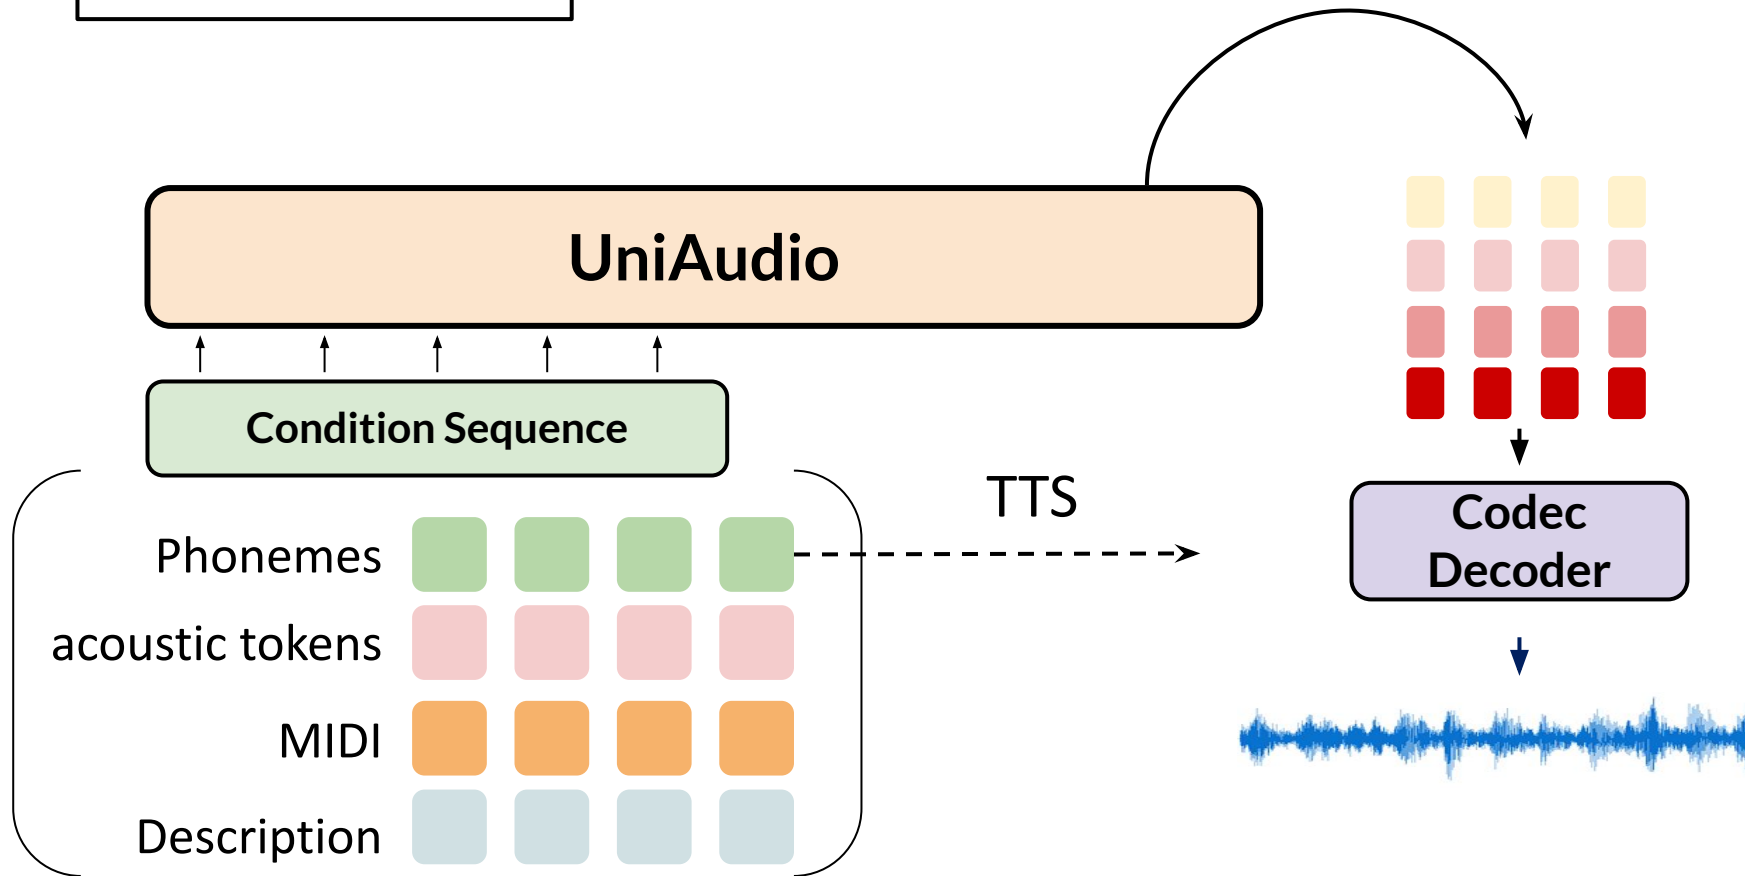 UniAudio
Condition Sequence
TTS
Phonemes
acoustic tokens
MIDI
Description
Codec
Decoder